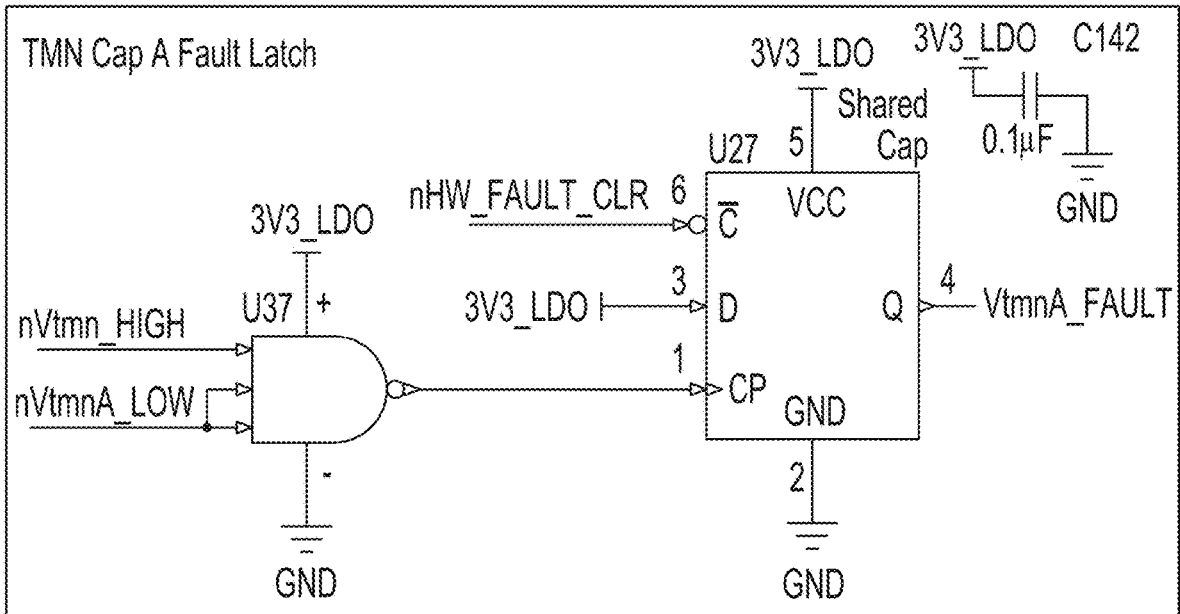 TMN Cap A Fault Latch
3V3_LDO
3V3_LDO C142
Shared
Cap
0.1μF
GND
U27
5
nHW_FAULT_CLR
6
C
VCC
3V3_LDO
U37
+
nVtmn_HIGH
nVtmnA_LOW
-
GND
3V3_LDO
3
D
Q
4
VtmnA_FAULT
1
CP
GND
2
GND